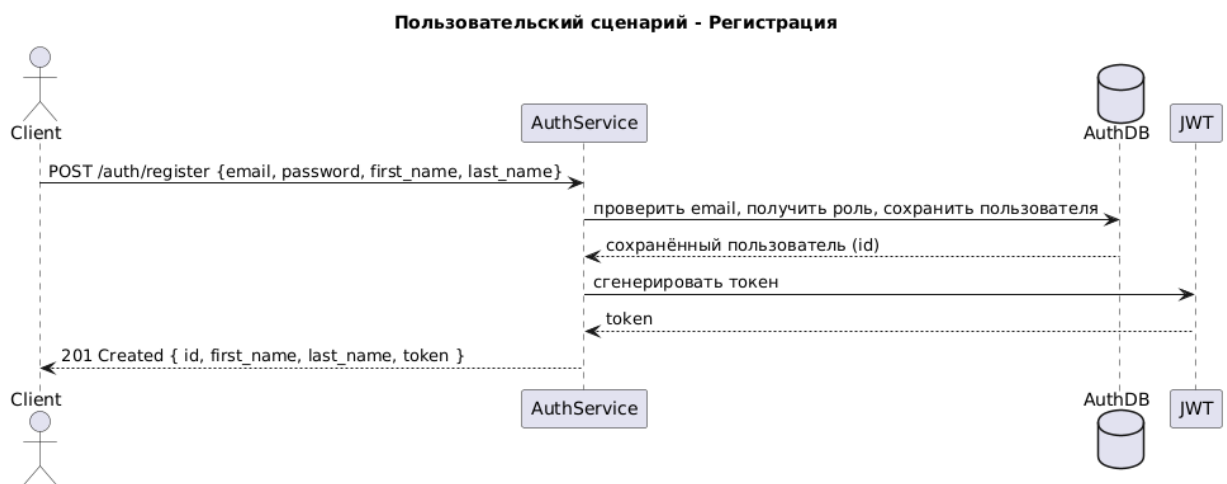 Пользовательский сценарий - Регистрация
Client
AuthService
AuthDB
JWT
POST /auth/register {email, password, first_name, last_name}
проверить email, получить роль, сохранить пользователя
сохранённый пользователь (id)
сгенерировать токен
token
201 Created { id, first_name, last_name, token }
Client
AuthService
AuthDB
JWT